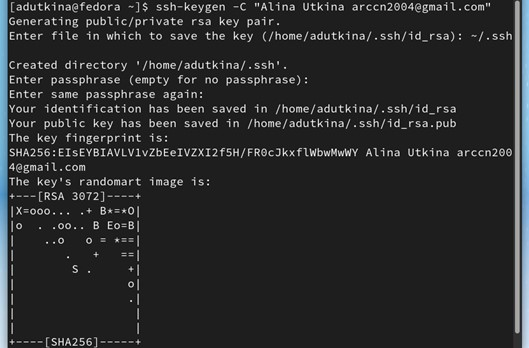 [adutkina@fedora ~]$ ssh-keygen -C "Alina Utkina arccn2004@gmail.com"
Generating public/private rsa key pair.
Enter file in which to save the key (/home/adutkina/.ssh/id_rsa): ~/.ssh
Created directory '/home/adutkina/.ssh'.
Enter passphrase (empty for no passphrase):
Enter same passphrase again:
Your identification has been saved in /home/adutkina/.ssh/id_rsa
Your public key has been saved in /home/adutkina/.ssh/id_rsa.pub
The key fingerprint is:
SHA256:EIsEYBIAVLV1vZbEeIVZXI2f5H/FR0cJkxflWbwMwWY Alina Utkina arccn200
4@gmail.com
The key's randomart image is:
+---[RSA 3072]----+
|X=ooo... .+ B*=*O|
|o  . .oo.. B Eo=B|
|     ..o   o = *==|
|        .   +   ==|
|         S .     +|
|                 o|
|                 .|
|                  |
|                  |
+----[SHA256]-----+